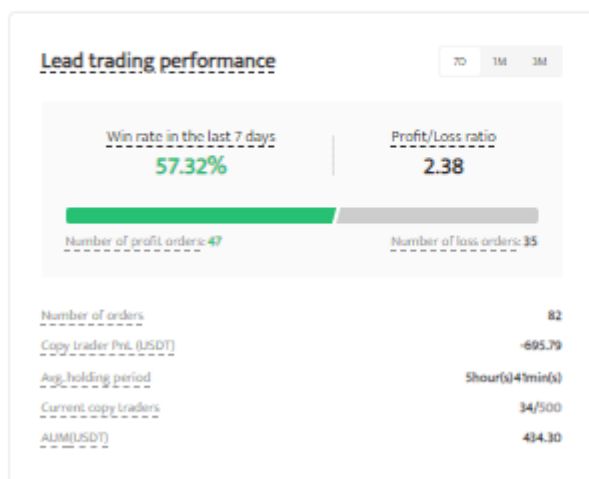 Lead trading performance
7D 1M 3M
Win rate in the last 7 days Profit/Loss ratio
57.32% 2.38
Number of profit orders: 47 Number of loss orders: 35
Number of orders 82
Copy trader PnL (USDT) -695.79
Avg. holding period 5hour(s)41min(s)
Current copy traders 34/500
AUM(USDT) 434.30